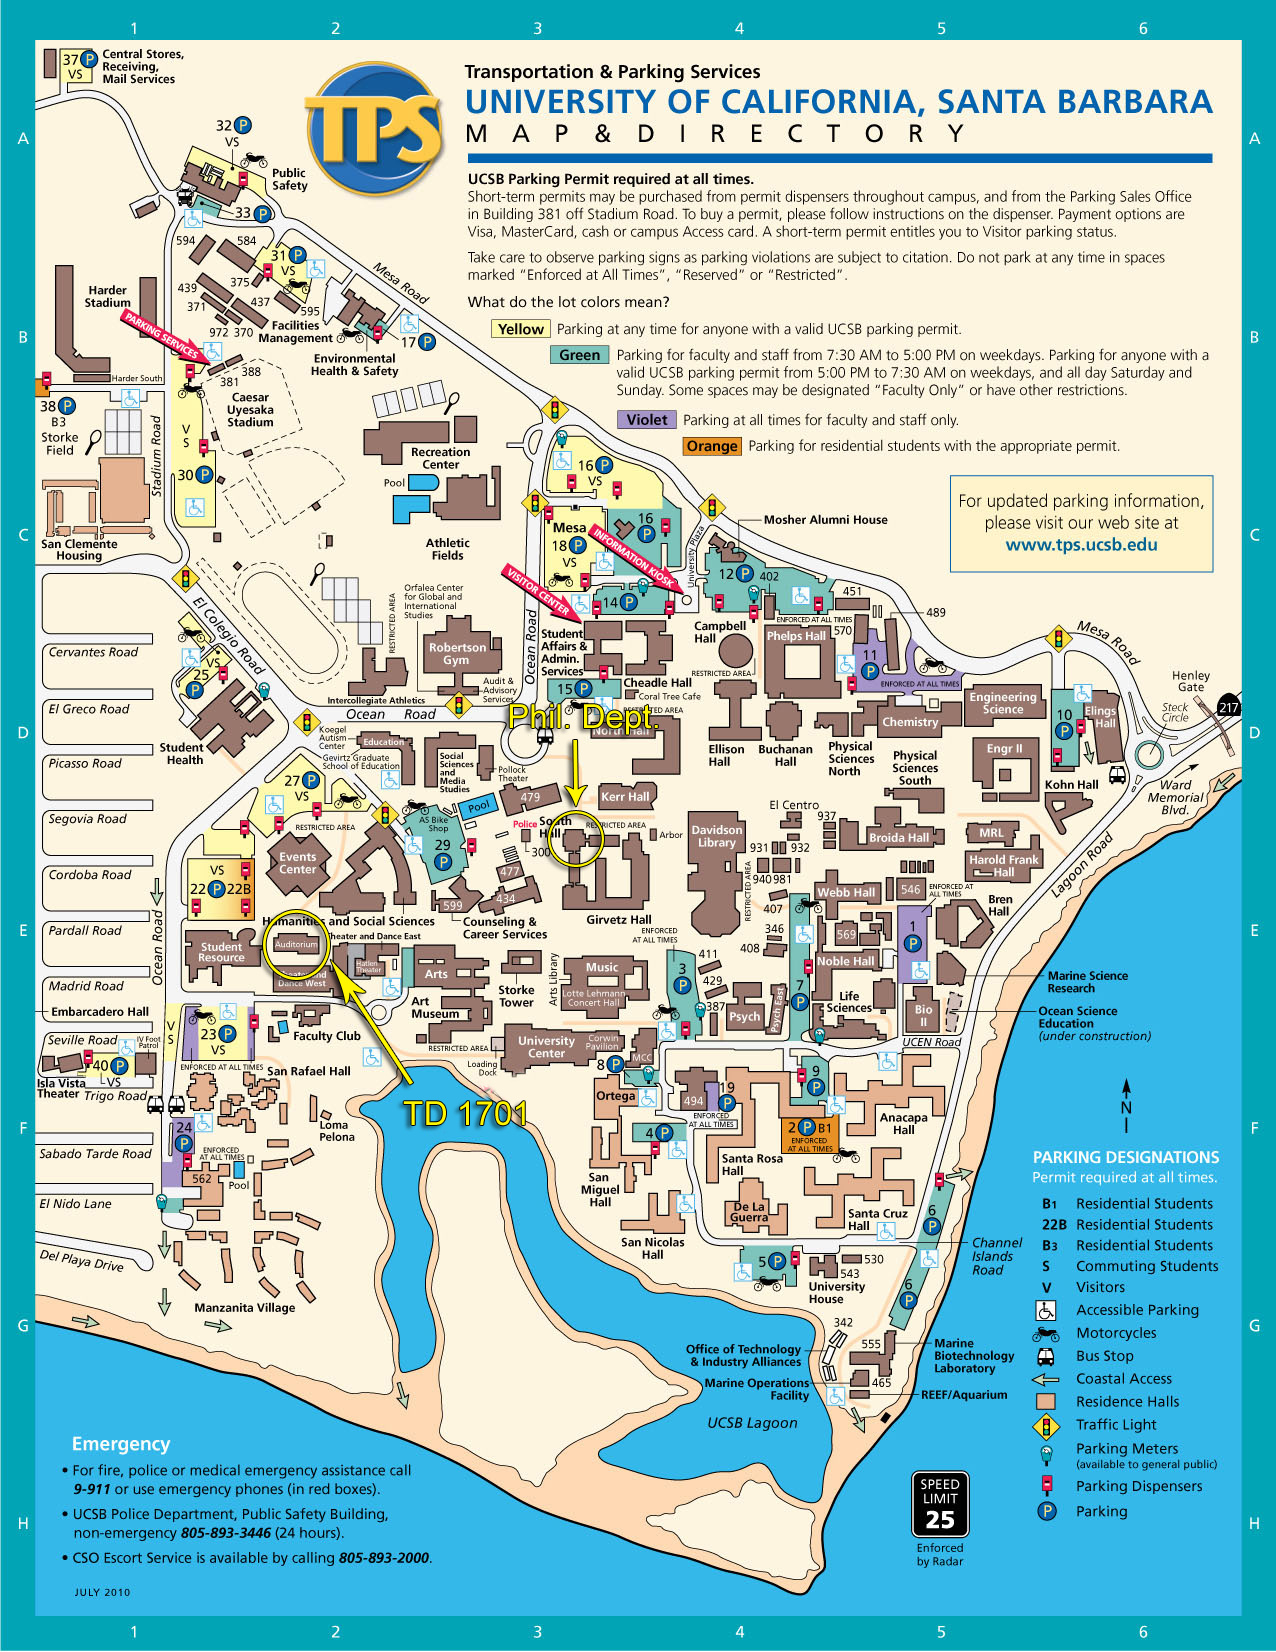 1 2 3 4 5 6
37 P
VS
Central Stores,
Receiving,
Mail Services
TPS
Transportation & Parking Services
UNIVERSITY OF CALIFORNIA, SANTA BARBARA
MAP & DIRECTORY
A
A
UCSB Parking Permit required at all times.
Short-term permits may be purchased from permit dispensers throughout campus, and from the Parking Sales Office
in Building 381 off Stadium Road. To buy a permit, please follow instructions on the dispenser. Payment options are
Visa, MasterCard, cash or campus Access card. A short-term permit entitles you to Visitor parking status.
Take care to observe parking signs as parking violations are subject to citation. Do not park at any time in spaces
marked “Enforced at All Times”, “Reserved” or “Restricted”.
What do the lot colors mean?
Yellow Parking at any time for anyone with a valid UCSB parking permit.
Green Parking for faculty and staff from 7:30 AM to 5:00 PM on weekdays. Parking for anyone with a
valid UCSB parking permit from 5:00 PM to 7:30 AM on weekdays, and all day Saturday and
Sunday. Some spaces may be designated “Faculty Only” or have other restrictions.
Violet Parking at all times for faculty and staff only.
Orange Parking for residential students with the appropriate permit.
For updated parking information,
please visit our web site at
www.tps.ucsb.edu
32 P
VS
Public
Safety
33 P
594
584
31 P
VS
Mesa Road
439
375
371
437
595
972 370
Facilities
Management
Harder
Stadium
PARKING SERVICES
B
B
17 P
Environmental
Health & Safety
388
381
Harder South
38 P
B3
Storke
Field
Caesar
Uyesaka
Stadium
V
S
Stadium Road
30 P
Recreation
Center
Pool
16 P
VS
16
P
Mesa
18 P
VS
INFORMATION KIOSK
VISITOR CENTER
University Plaza
Mosher Alumni House
C
C
San Clemente
Housing
Athletic
Fields
12 P 402
14 P
451
489
ENFORCED AT ALL TIMES
570
El Colegio Road
Orfalea Center
for Global and
International
Studies
RESTRICTED AREA
Robertson
Gym
Ocean Road
Student
Affairs &
Admin.
Services
Campbell
Hall
Phelps Hall
11
P
ENFORCED AT ALL TIMES
RESTRICTED AREA
Mesa Road
Henley
Gate
217
Steck
Circle
Cervantes Road
VS
25
P
Audit &
Advisory
Services
Intercollegiate Athletics
15 P
Cheadle Hall
Coral Tree Cafe
RESTRICTED AREA
Engineering
Science
10
P
Elings
Hall
El Greco Road
Ocean Road
Phil. Dept.
North Hall
Chemistry
D
D
Student
Health
Koegel
Autism
Center
Education
Gevirtz Graduate
School of Education
Social
Sciences
and
Media
Studies
Pollock
Theater
Ellison
Hall
Buchanan
Hall
Physical
Sciences
North
Physical
Sciences
South
Engr II
Kohn Hall
Ward
Memorial
Blvd.
Picasso Road
27 P
VS
Segovia Road
RESTRICTED AREA
AS Bike
Shop
Pool
479
Kerr Hall
Police
South
Hall
RESTRICTED AREA
Arbor
300
El Centro
937
Davidson
Library
931
932
Broida Hall
MRL
Harold Frank
Hall
Lagoon Road
Events
Center
29
P
477
940 981
Cordoba Road
VS
22 P 22B
599
434
RESTRICTED AREA
407
Webb Hall
546
ENFORCED AT
ALL TIMES
Bren
Hall
Humanities and Social Sciences
Counseling &
Career Services
Girvetz Hall
ENFORCED
AT ALL TIMES
346
569
1
P
E
E
Pardall Road
Ocean Road
Student
Resource
Auditorium
Theater and Dance East
Hatlen
Theater
Theater and
Dance West
Arts
Storke
Tower
Arts Library
Music
Lotte Lehmann
Concert Hall
3
P
411
408
429
387
Noble Hall
7
P
Life
Sciences
Marine Science
Research
Madrid Road
Embarcadero Hall
Art
Museum
Psych
Psych East
Bio
II
Ocean Science
Education
(under construction)
Seville Road
IV Foot
Patrol
V
S
23 P
VS
Faculty Club
RESTRICTED AREA
Loading
Dock
University
Center
Corwin
Pavilion
8 P
MCC
UCEN Road
40 P
VS
ENFORCED AT ALL TIMES
San Rafael Hall
Isla Vista
Theater
Trigo Road
Ortega
494
19
P
ENFORCED
AT ALL TIMES
9
P
TD 1701
Anacapa
Hall
N
F
F
24
P
ENFORCED
AT ALL TIMES
Loma
Pelona
4 P
2 P B1
ENFORCED
AT ALL TIMES
Sabado Tarde Road
562
Pool
Santa Rosa
Hall
San
Miguel
Hall
De La
Guerra
Santa Cruz
Hall
El Nido Lane
6
P
PARKING DESIGNATIONS
Permit required at all times.
B1 Residential Students
22B Residential Students
B3 Residential Students
S Commuting Students
V Visitors
Accessible Parking
Motorcycles
Bus Stop
Coastal Access
Residence Halls
Traffic Light
Parking Meters
(available to general public)
Parking Dispensers
P Parking
Del Playa Drive
San Nicolas
Hall
Channel
Islands
Road
5 P
530
543
University
House
6
P
Manzanita Village
G
G
342
Office of Technology
& Industry Alliances
555
Marine
Biotechnology
Laboratory
Marine Operations
Facility
465
REEF/Aquarium
UCSB Lagoon
Emergency
• For fire, police or medical emergency assistance call
9-911 or use emergency phones (in red boxes).
• UCSB Police Department, Public Safety Building,
non-emergency 805-893-3446 (24 hours).
• CSO Escort Service is available by calling 805-893-2000.
SPEED
LIMIT
25
Enforced
by Radar
H
H
JULY 2010
1 2 3 4 5 6